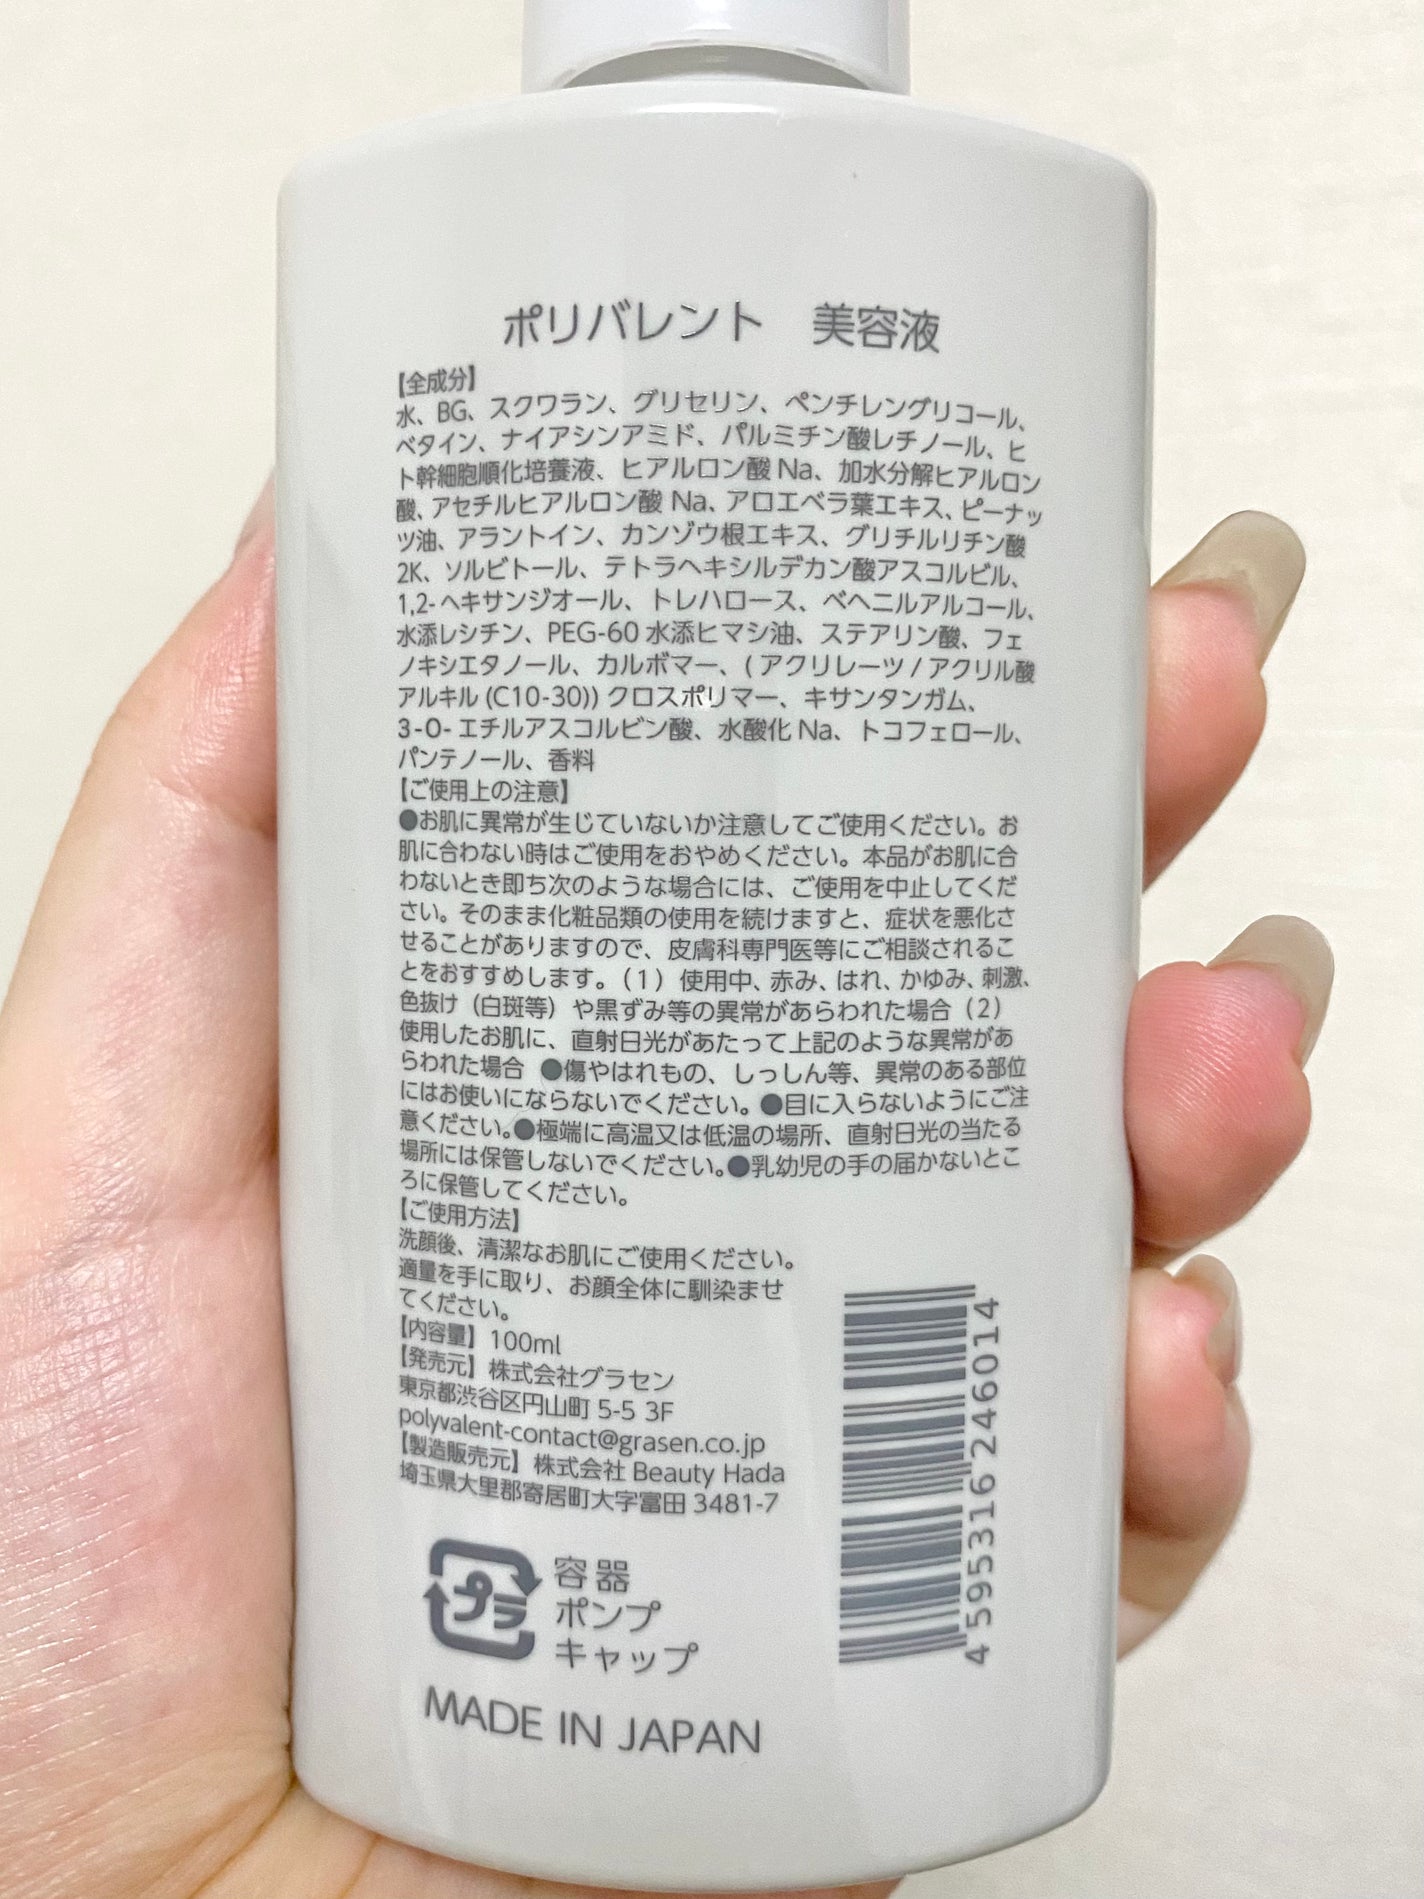 ポリバレント　美容液
【全成分】
水、BG、スクワラン、グリセリン、ペンチレングリコール、
ベタイン、ナイアシンアミド、パルミチン酸レチノール、ヒ
ト幹細胞順化培養液、ヒアルロン酸 Na、加水分解ヒアルロン
酸、アセチルヒアルロン酸 Na、アロエベラ葉エキス、ピーナッ
ツ油、アラントイン、カンゾウ根エキス、グリチルリチン酸
2K、ソルビトール、テトラヘキシルデカン酸アスコルビル、
1,2-ヘキサンジオール、トレハロース、ベヘニルアルコール、
水添レシチン、PEG-60 水添ヒマシ油、ステアリン酸、フェ
ノキシエタノール、カルボマー、( アクリレーツ / アクリル酸
アルキル (C10-30)) クロスポリマー、キサンタンガム、
3-O- エチルアスコルビン酸、水酸化 Na、トコフェロール、
パンテノール、香料
【ご使用上の注意】
●お肌に異常が生じていないか注意してご使用ください。お
肌に合わない時はご使用をおやめください。本品がお肌に合
わないとき即ち次のような場合には、ご使用を中止してくだ
さい。そのまま化粧品類の使用を続けますと、症状を悪化さ
せることがありますので、皮膚科専門医等にご相談されるこ
とをおすすめします。（1）使用中、赤み、はれ、かゆみ、刺激、
色抜け（白斑等）や黒ずみ等の異常があらわれた場合（2）
使用したお肌に、直射日光があたって上記のような異常があ
らわれた場合 ●傷やはれもの、しっしん等、異常のある部位
にはお使いにならないでください。●目に入らないようにご注
意ください。●極端に高温又は低温の場所、直射日光の当たる
場所には保管しないでください。●乳幼児の手の届かないとこ
ろに保管してください。
【ご使用方法】
洗顔後、清潔なお肌にご使用ください。
適量を手に取り、お顔全体に馴染ませ
てください。
【内容量】100ml
【発売元】株式会社グラセン
東京都渋谷区円山町 5-5 3F
polyvalent-contact@grasen.co.jp
【製造販売元】株式会社 Beauty Hada
埼玉県大里郡寄居町大字富田 3481-7
4595316246014
プラ
容器
ポンプ
キャップ
MADE IN JAPAN